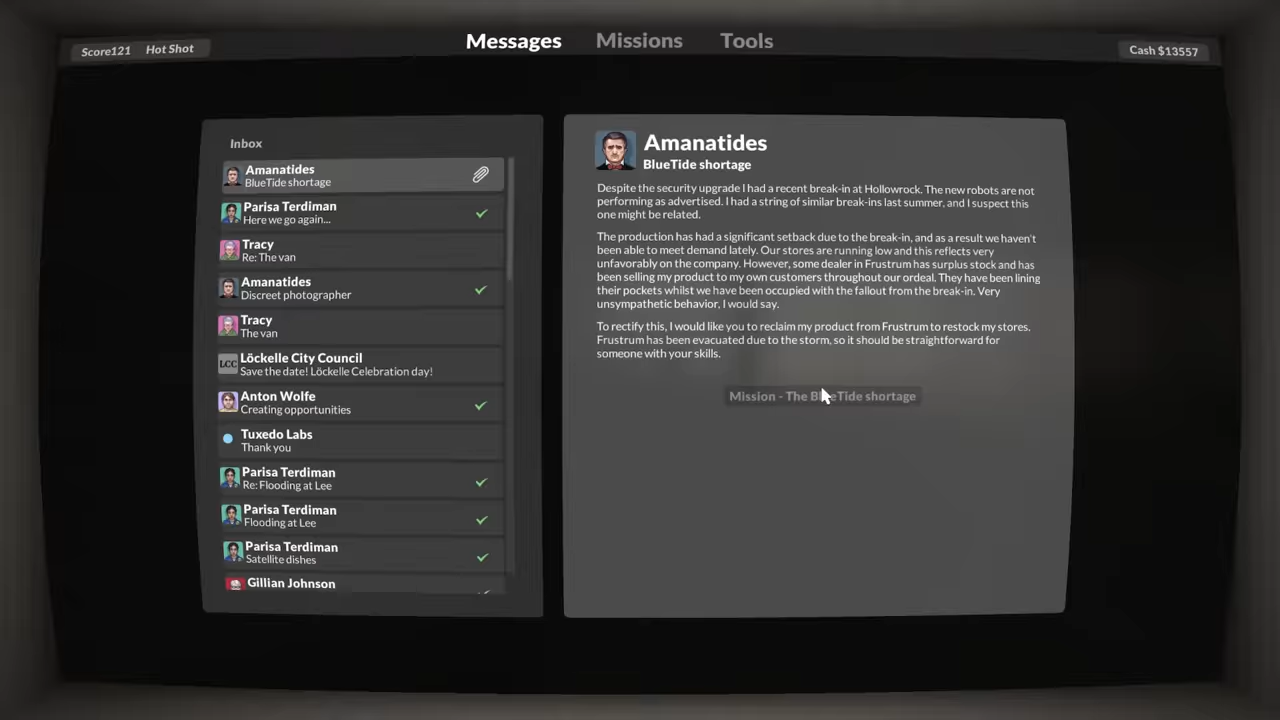 Score121 Hot Shot
Messages Missions Tools
Cash $13557
Inbox
Amanatides
BlueTide shortage
Parisa Terdiman
Here we go again...
Tracy
Re: The van
Amanatides
Discreet photographer
Tracy
The van
LCC
Löckelle City Council
Save the date! Löckelle Celebration day!
Anton Wolfe
Creating opportunities
Tuxedo Labs
Thank you
Parisa Terdiman
Re: Flooding at Lee
Parisa Terdiman
Flooding at Lee
Parisa Terdiman
Satellite dishes
Gillian Johnson
Amanatides
BlueTide shortage
Despite the security upgrade I had a recent break-in at Hollowrock. The new robots are not
performing as advertised. I had a string of similar break-ins last summer, and I suspect this
one might be related.
The production has had a significant setback due to the break-in, and as a result we haven't
been able to meet demand lately. Our stores are running low and this reflects very
unfavorably on the company. However, some dealer in Frustrum has surplus stock and has
been selling my product to my own customers throughout our ordeal. They have been lining
their pockets whilst we have been occupied with the fallout from the break-in. Very
unsympathetic behavior, I would say.
To rectify this, I would like you to reclaim my product from Frustrum to restock my stores.
Frustrum has been evacuated due to the storm, so it should be straightforward for
someone with your skills.
Mission - The BlueTide shortage